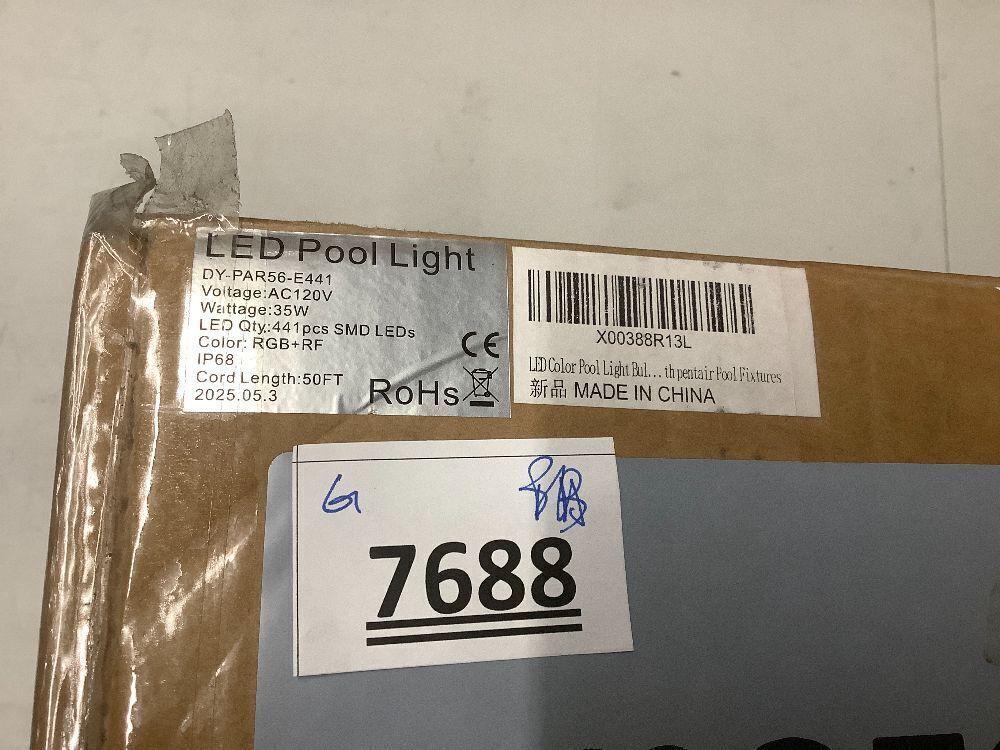 LED Pool Light
DY-PAR56-E441
Voltage:AC120V
Wattage:35W
LED Qty:441pcs SMD LEDs
Color: RGB+RF
IP68
Cord Length:50FT
2025.05.3
CE
RoHs
X00388R13L
LED Color Pool Light Bul... th pentair Pool Fixtures
新品 MADE IN CHINA
G
7688